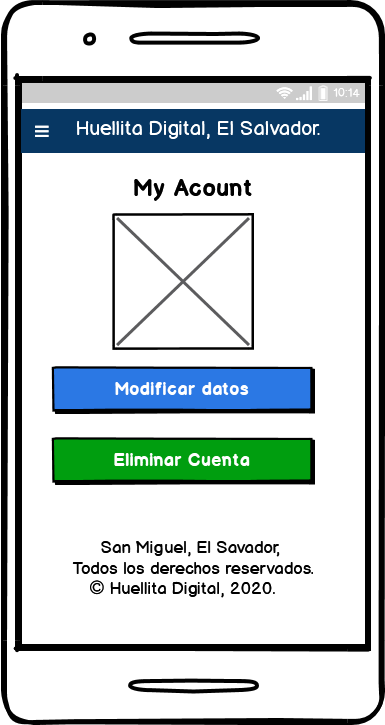 10:14
Huellita Digital, El Salvador.
My Acount
Modificar datos
Eliminar Cuenta
San Miguel, El Savador,
Todos los derechos reservados.
© Huellita Digital, 2020.